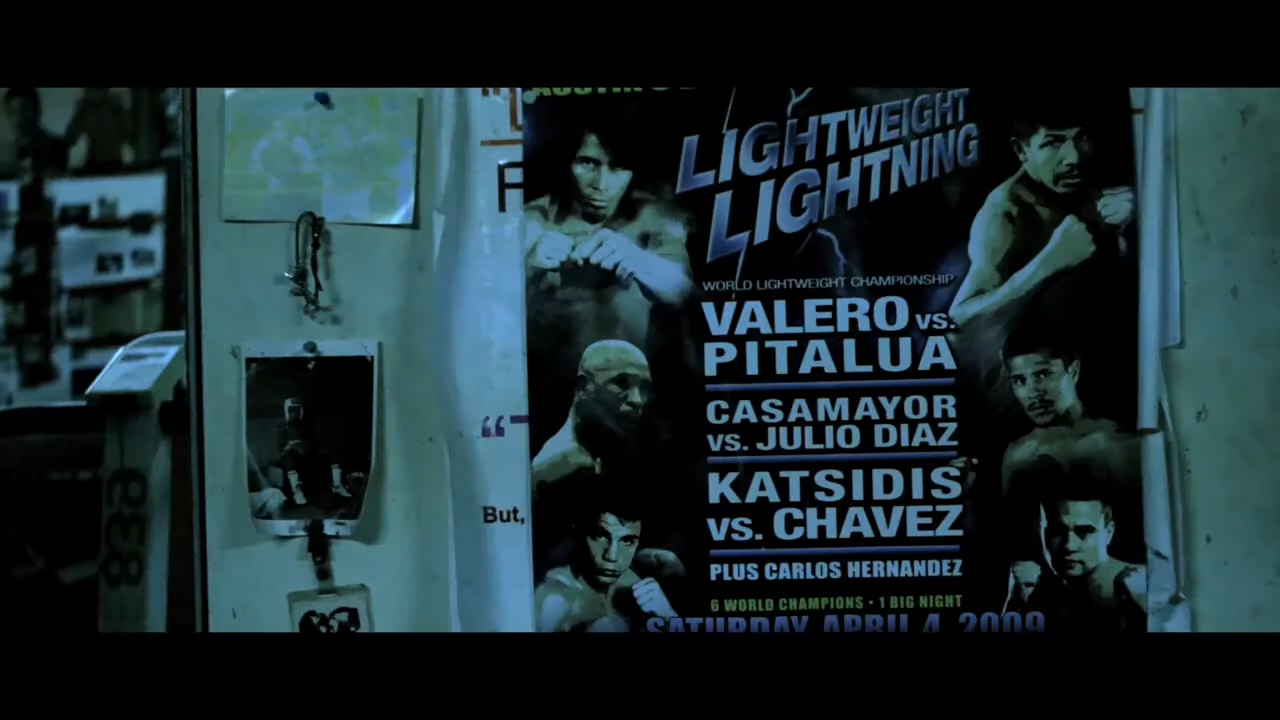 LIGHTWEIGHT
LIGHTNING
WORLD LIGHTWEIGHT CHAMPIONSHIP
VALERO VS.
PITALUA
CASAMAYOR
VS. JULIO DIAZ
KATSIDIS
VS. CHAVEZ
PLUS CARLOS HERNANDEZ
6 WORLD CHAMPIONS • 1 BIG NIGHT
SATURDAY, APRIL 4, 2009
But,